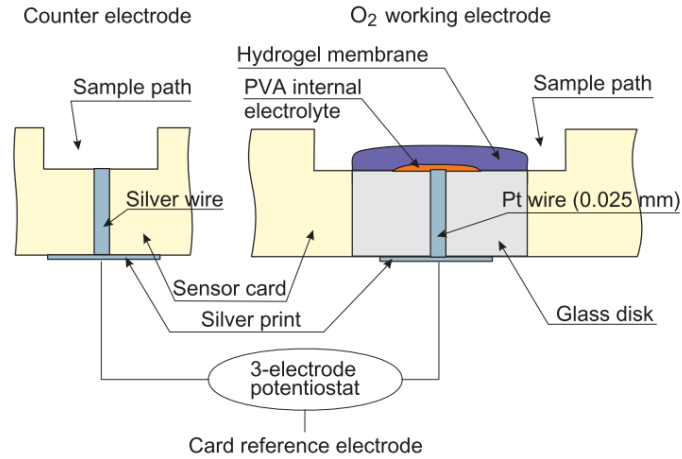 Counter electrode
O2 working electrode
Hydrogel membrane
Sample path
PVA internal
electrolyte
Sample path
Silver wire
Pt wire (0.025 mm)
Sensor card
Silver print
Glass disk
3-electrode
potentiostat
Card reference electrode